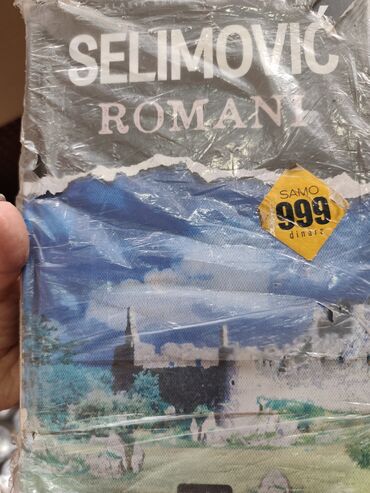 SELIMOVIĆ
ROMANI
SAMO
999
dinara